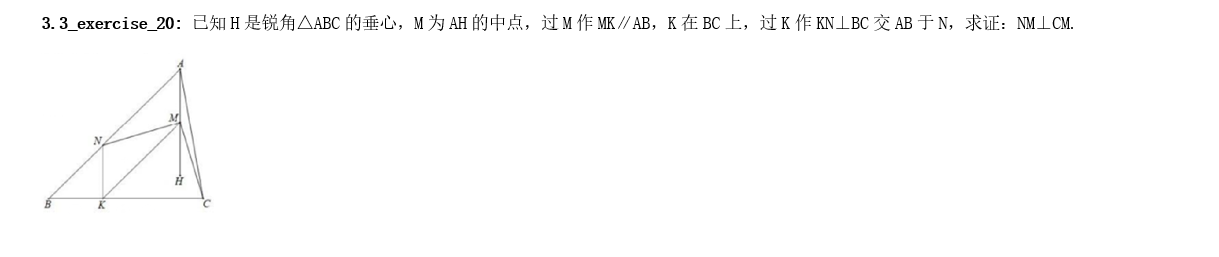 3.3_exercise_20: 已知 H 是锐角△ABC 的垂心，M 为 AH 的中点，过 M 作 MK∥AB，K 在 BC 上，过 K 作 KN⊥BC 交 AB 于 N，求证：NM⊥CM.
A
M
N
H
B
K
C